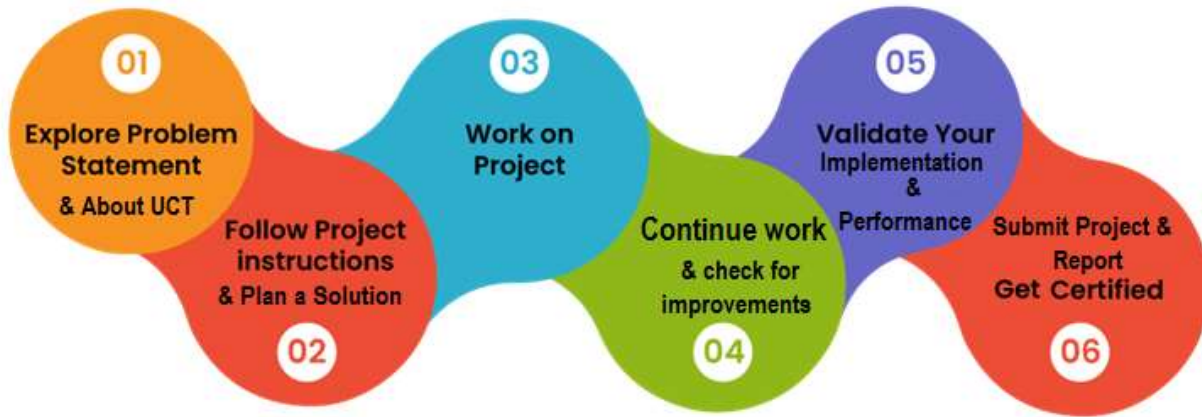 01
Explore Problem
Statement
& About UCT
Follow Project
instructions
& Plan a Solution
02
03
Work on
Project
Continue work
& check for
improvements
04
05
Validate Your
Implementation
&
Performance
Submit Project &
Report
Get Certified
06